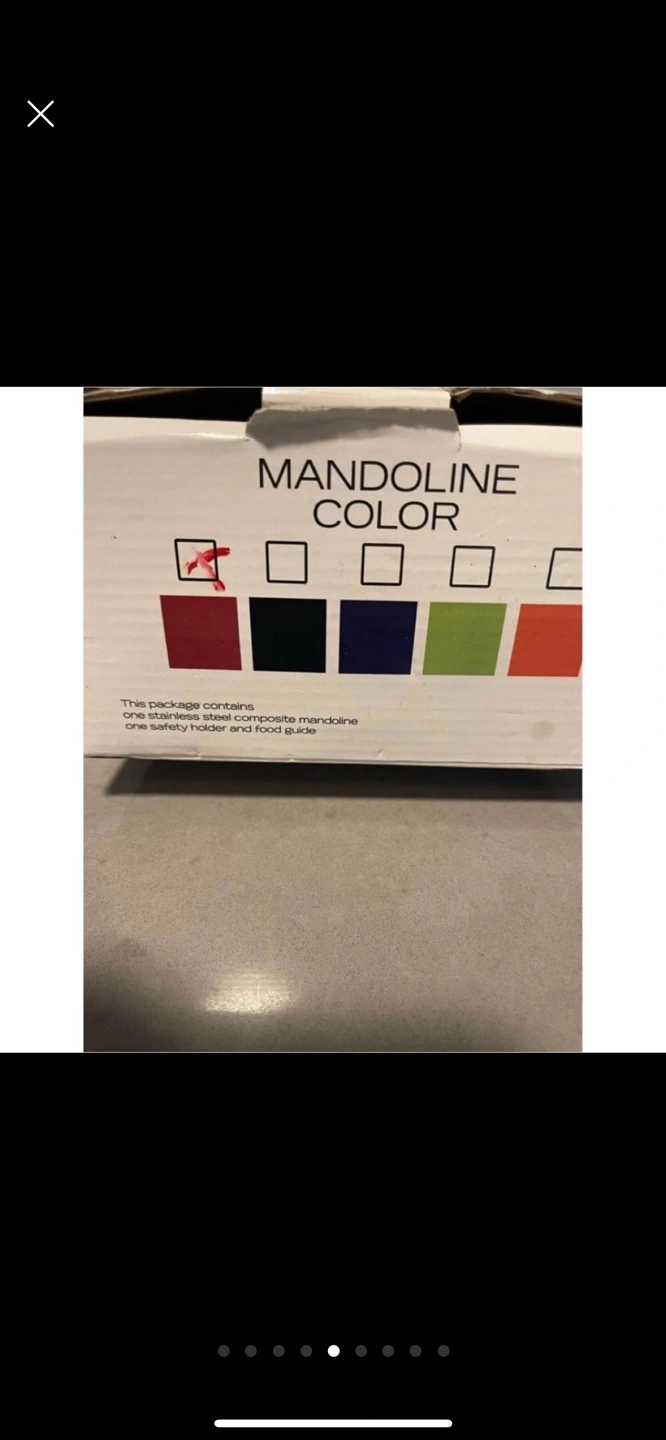 MANDOLINE
COLOR
This package contains
one stainless steel composite mandoline
one safety holder and food guide